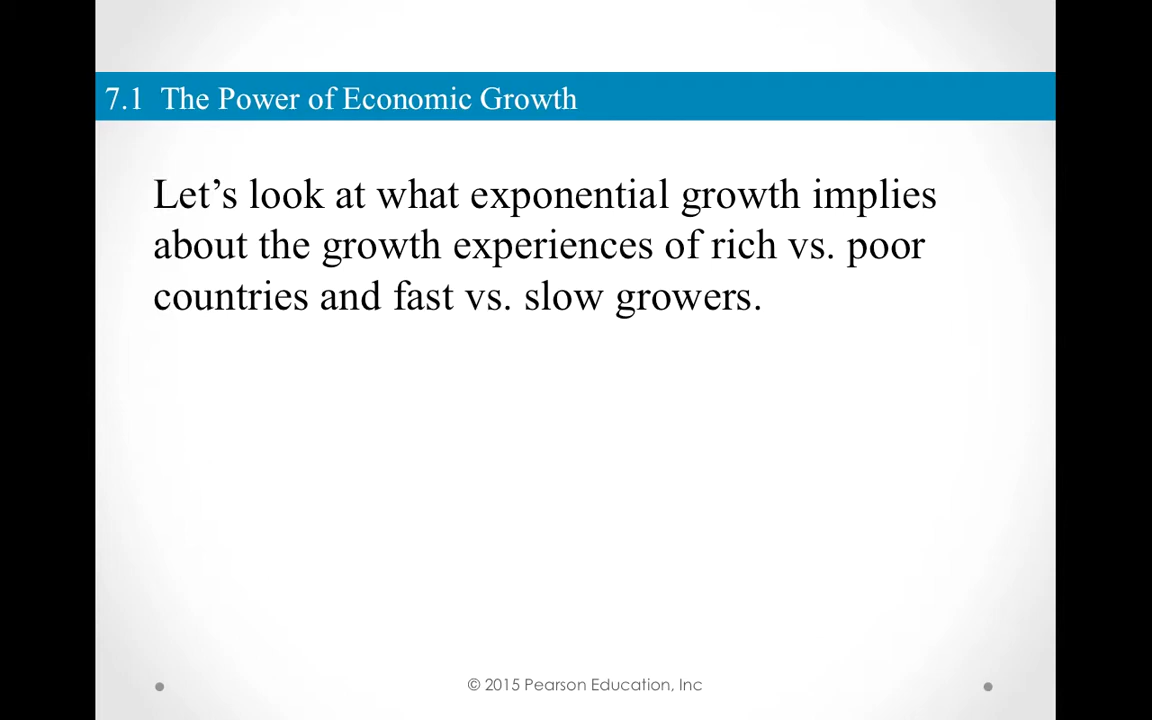 7.1 The Power of Economic Growth
Let’s look at what exponential growth implies
about the growth experiences of rich vs. poor
countries and fast vs. slow growers.
© 2015 Pearson Education, Inc